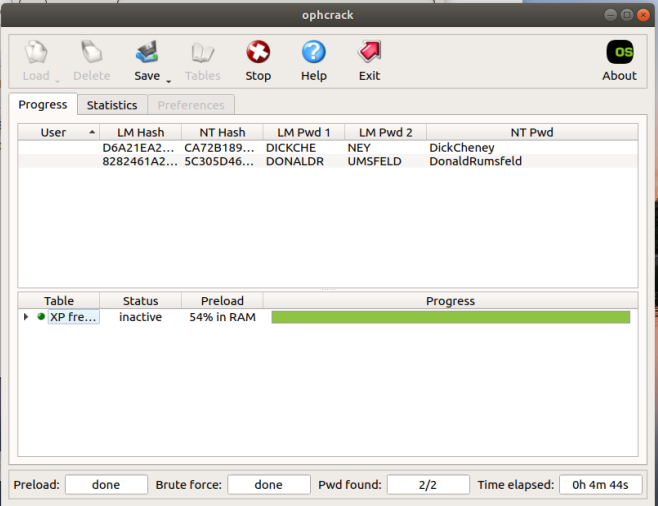 ophcrack
Load Delete Save Tables Stop Help Exit OS About
Progress Statistics Preferences
User LM Hash NT Hash LM Pwd 1 LM Pwd 2 NT Pwd
D6A21EA2... CA72B189... DICKCHE NEY DickCheney
8282461A2... 5C305D46... DONALDR UMSFELD DonaldRumsfeld
Table Status Preload Progress
XP fre... inactive 54% in RAM
Preload: done Brute force: done Pwd found: 2/2 Time elapsed: 0h 4m 44s